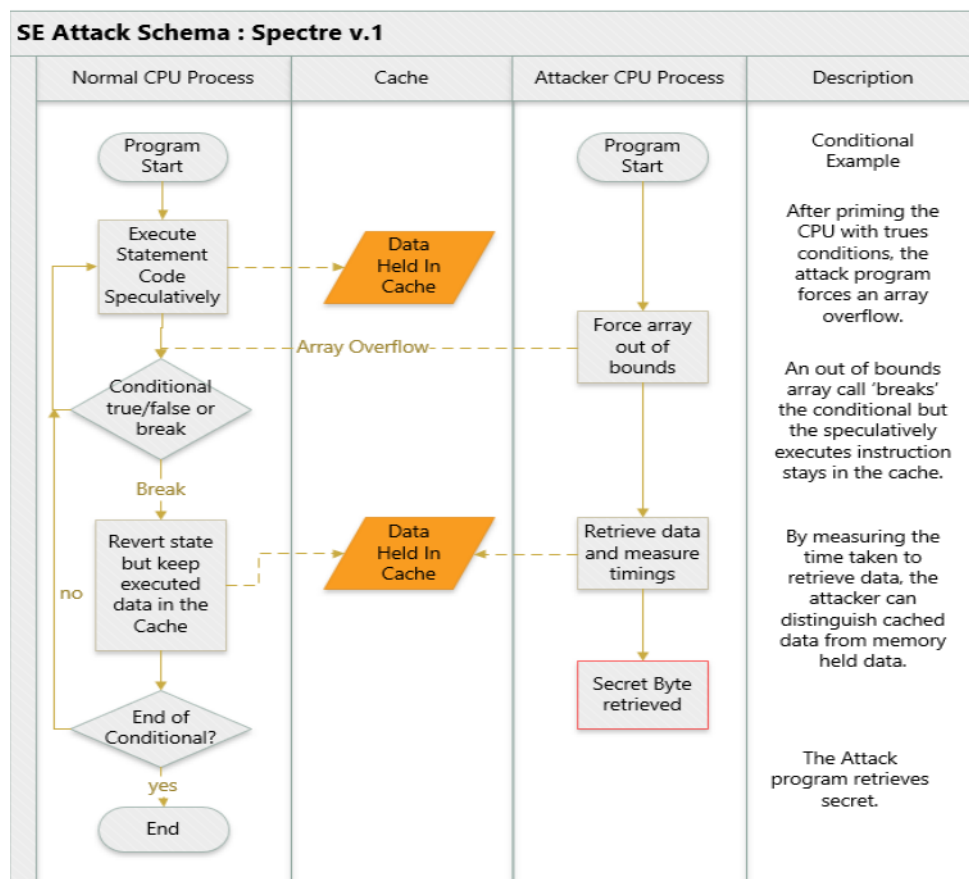 SE Attack Schema : Spectre v.1
Normal CPU Process
Cache
Attacker CPU Process
Description
Program
Start
Execute
Statement
Code
Speculatively
Conditional
true/false or
break
Break
Revert state
but keep
executed
data in the
Cache
no
End of
Conditional?
yes
End
Data
Held In
Cache
Array Overflow
Data
Held In
Cache
Program
Start
Force array
out of
bounds
Retrieve data
and measure
timings
Secret Byte
retrieved
Conditional
Example
After priming the
CPU with trues
conditions, the
attack program
forces an array
overflow.
An out of bounds
array call ‘breaks’
the conditional but
the speculatively
executes instruction
stays in the cache.
By measuring the
time taken to
retrieve data, the
attacker can
distinguish cached
data from memory
held data.
The Attack
program retrieves
secret.